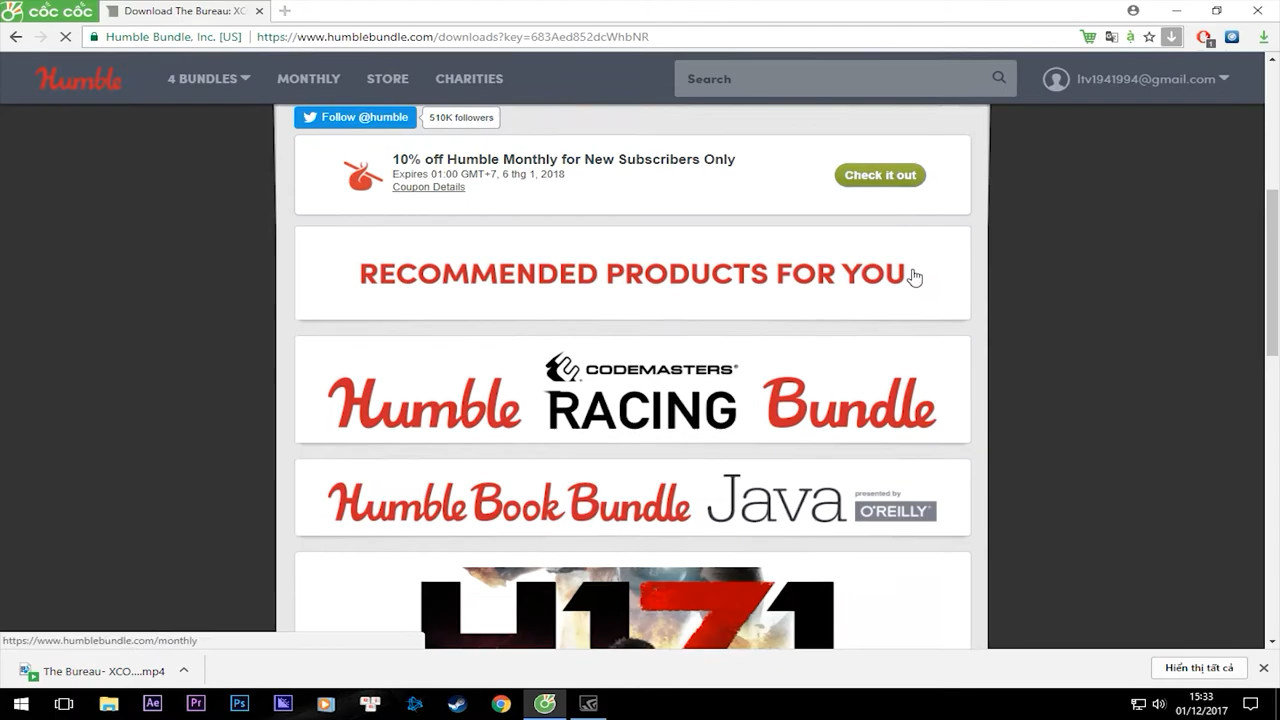 cốc cốc
Download The Bureau: XC
Humble Bundle, Inc. [US]
https://www.humblebundle.com/downloads?key=683Aed852dcWhbNR
Humble
4 BUNDLES
MONTHLY
STORE
CHARITIES
Search
ltv1941994@gmail.com
Follow @humble
510K followers
10% off Humble Monthly for New Subscribers Only
Expires 01:00 GMT+7, 6 thg 1, 2018
Coupon Details
Check it out
RECOMMENDED PRODUCTS FOR YOU
CODEMASTERS®
Humble RACING Bundle
Humble Book Bundle Java presented by
O'REILLY®
H1Z1
https://www.humblebundle.com/monthly
The Bureau- XCO....mp4
Hiển thị tất cả
Ae
Pr
Ps
15:33
01/12/2017